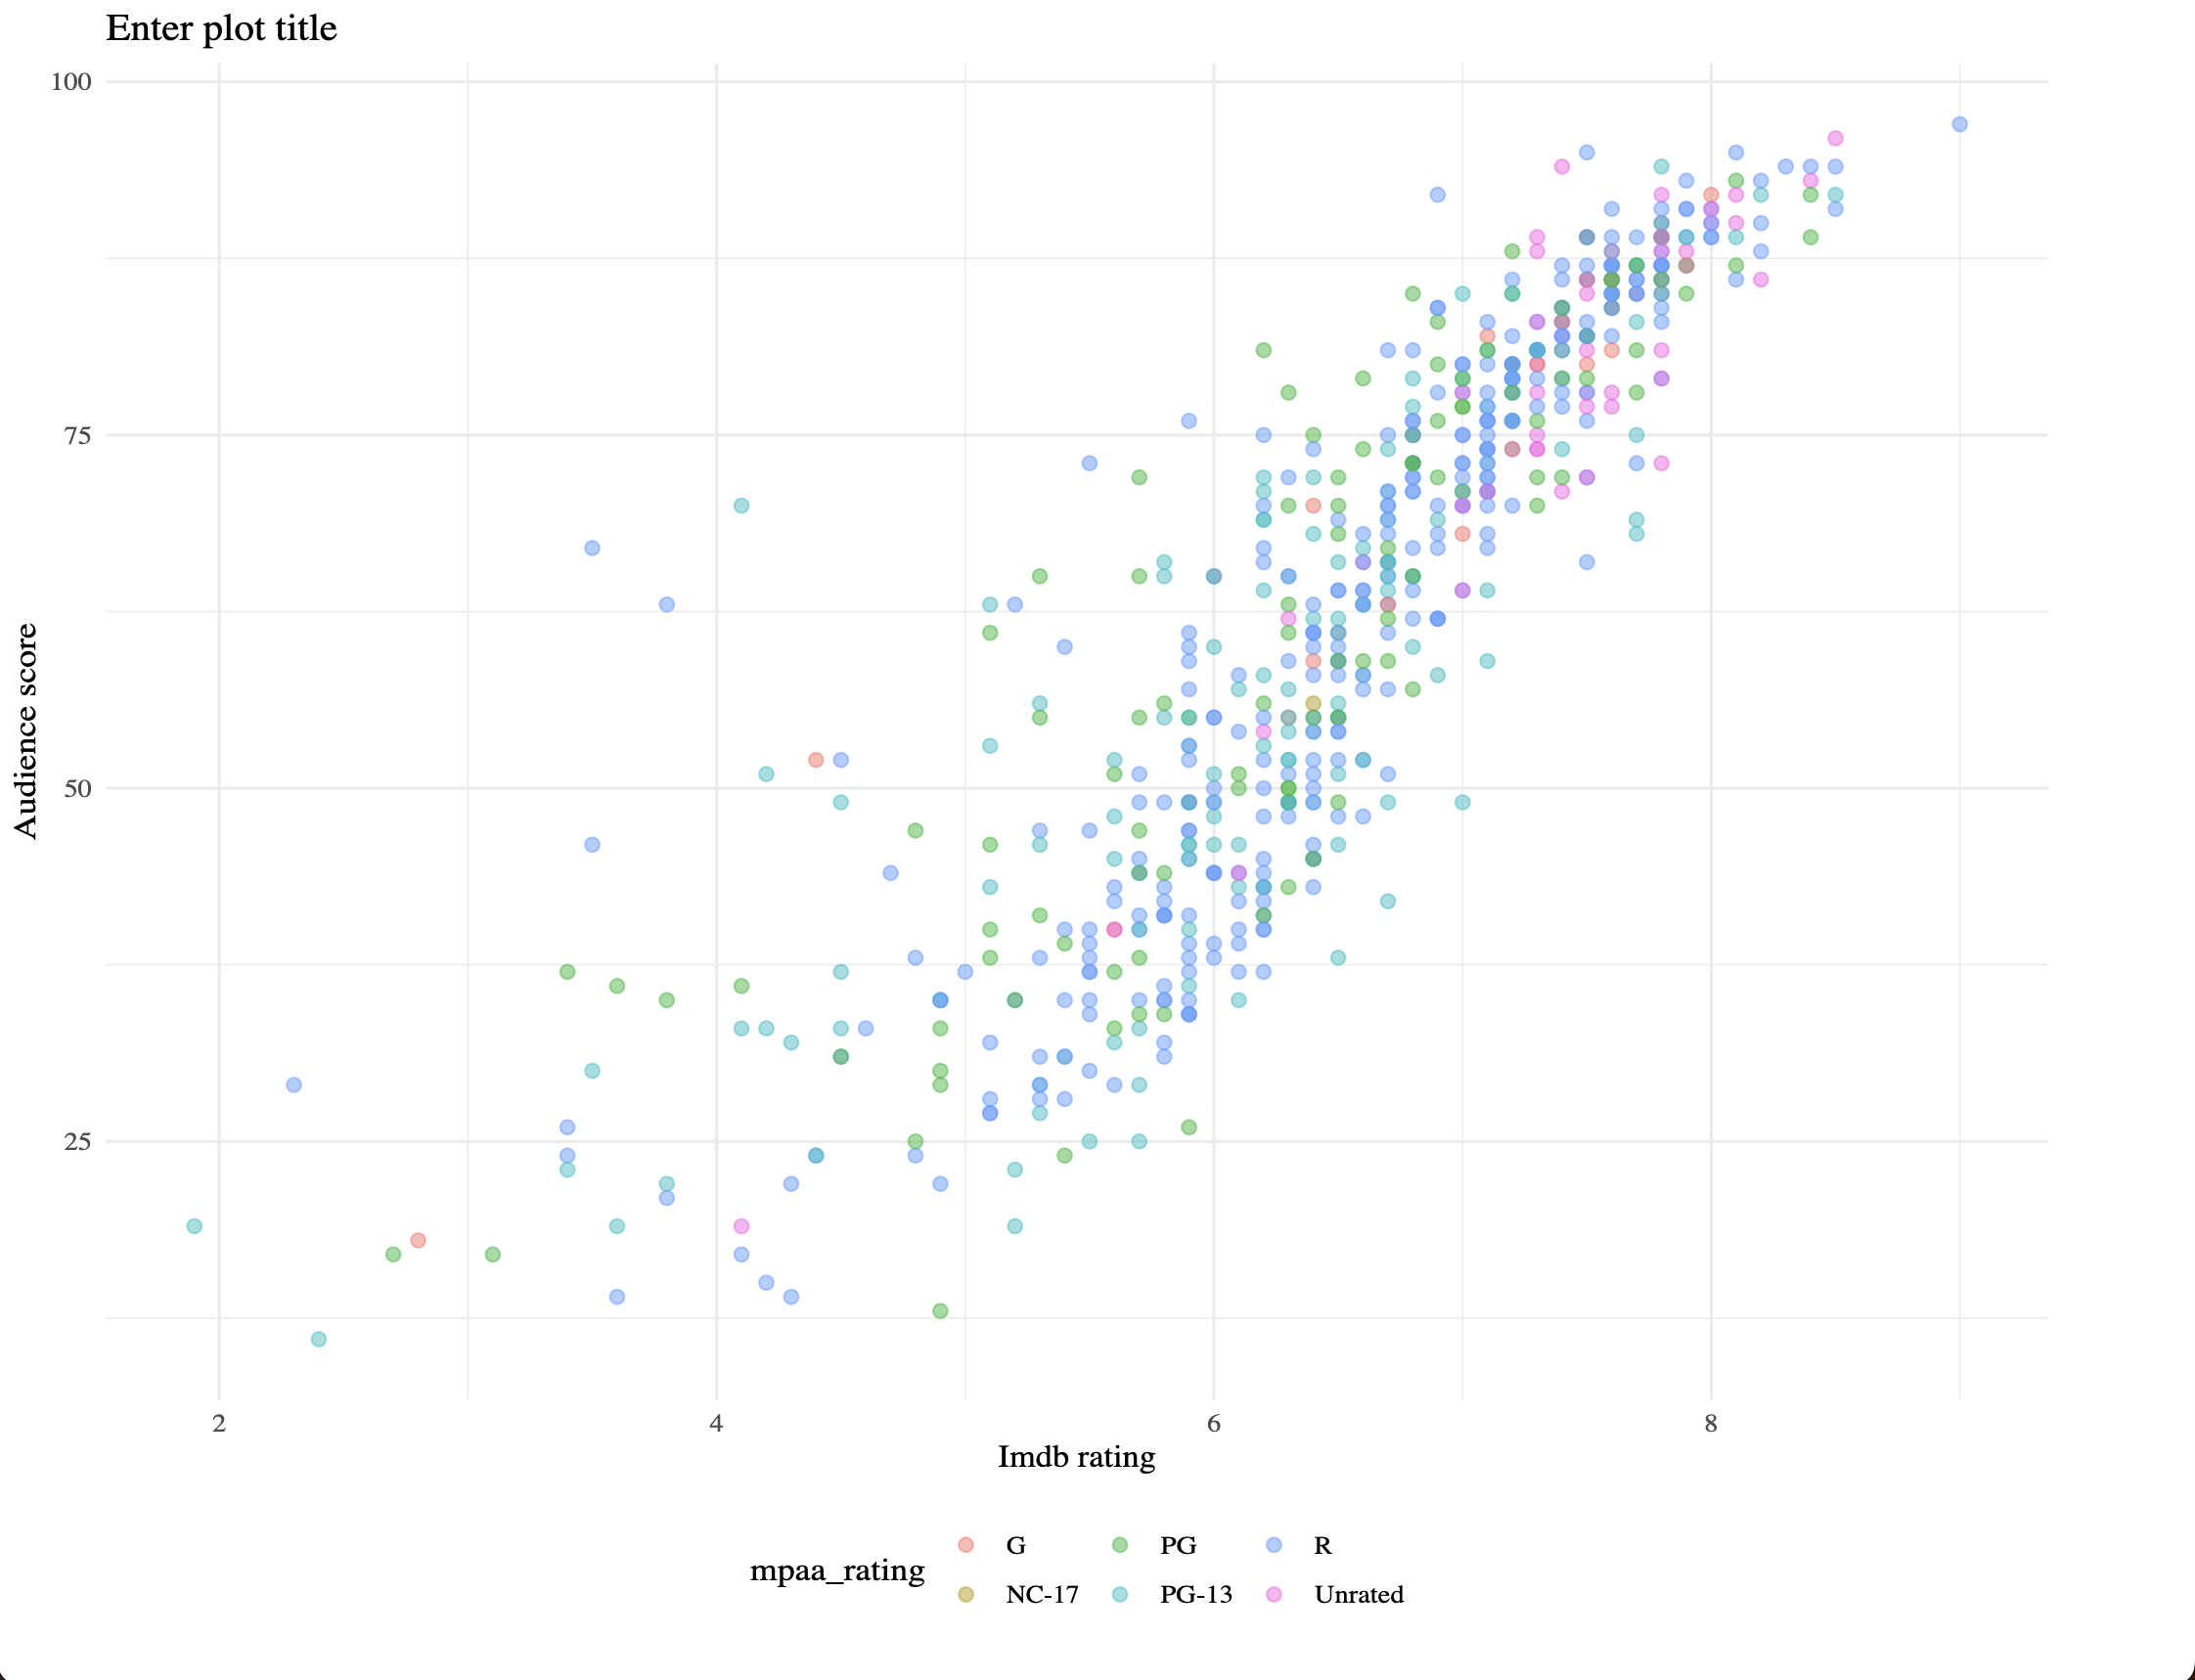 Enter plot title
100
75
50
25
Audience score
2 4 6 8
Imdb rating
mpaa_rating
G PG R
NC-17 PG-13 Unrated